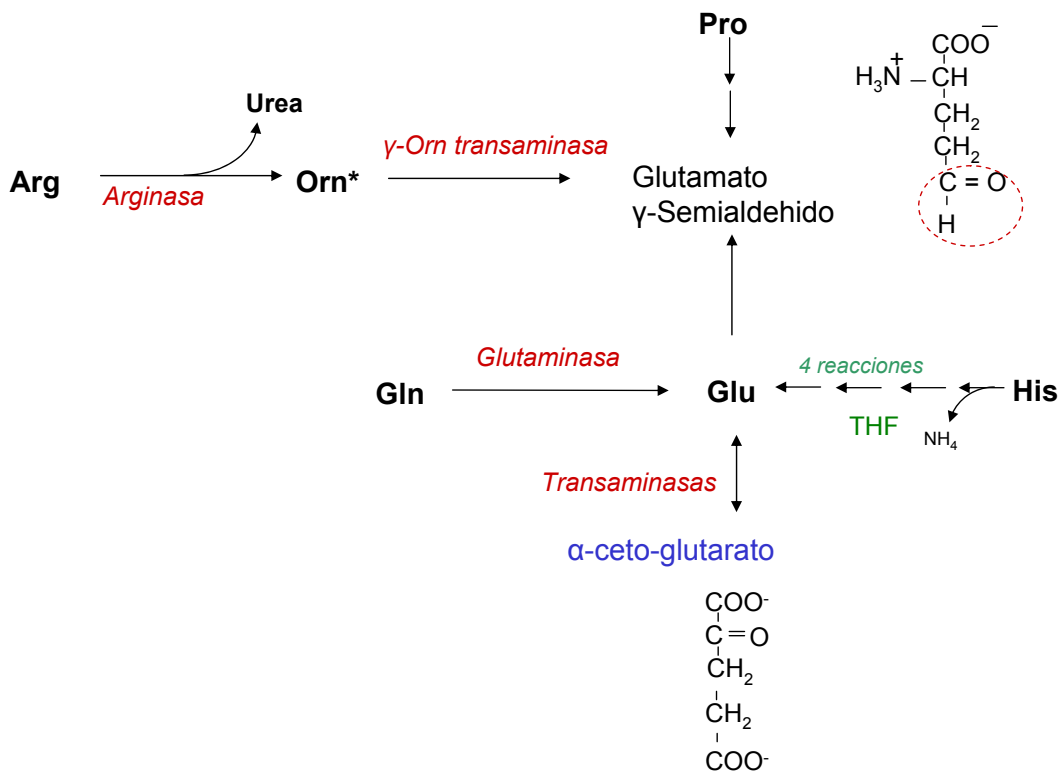 Pro
COO⁻
H₃N⁺ – CH
CH₂
CH₂
C = O
H
Urea
γ-Orn transaminasa
Arg
Arginasa
Orn*
Glutamato
γ-Semialdehido
Glutaminasa
4 reacciones
Gln
Glu
His
THF
NH₄
Transaminasas
α-ceto-glutarato
COO⁻
C = O
CH₂
CH₂
COO⁻